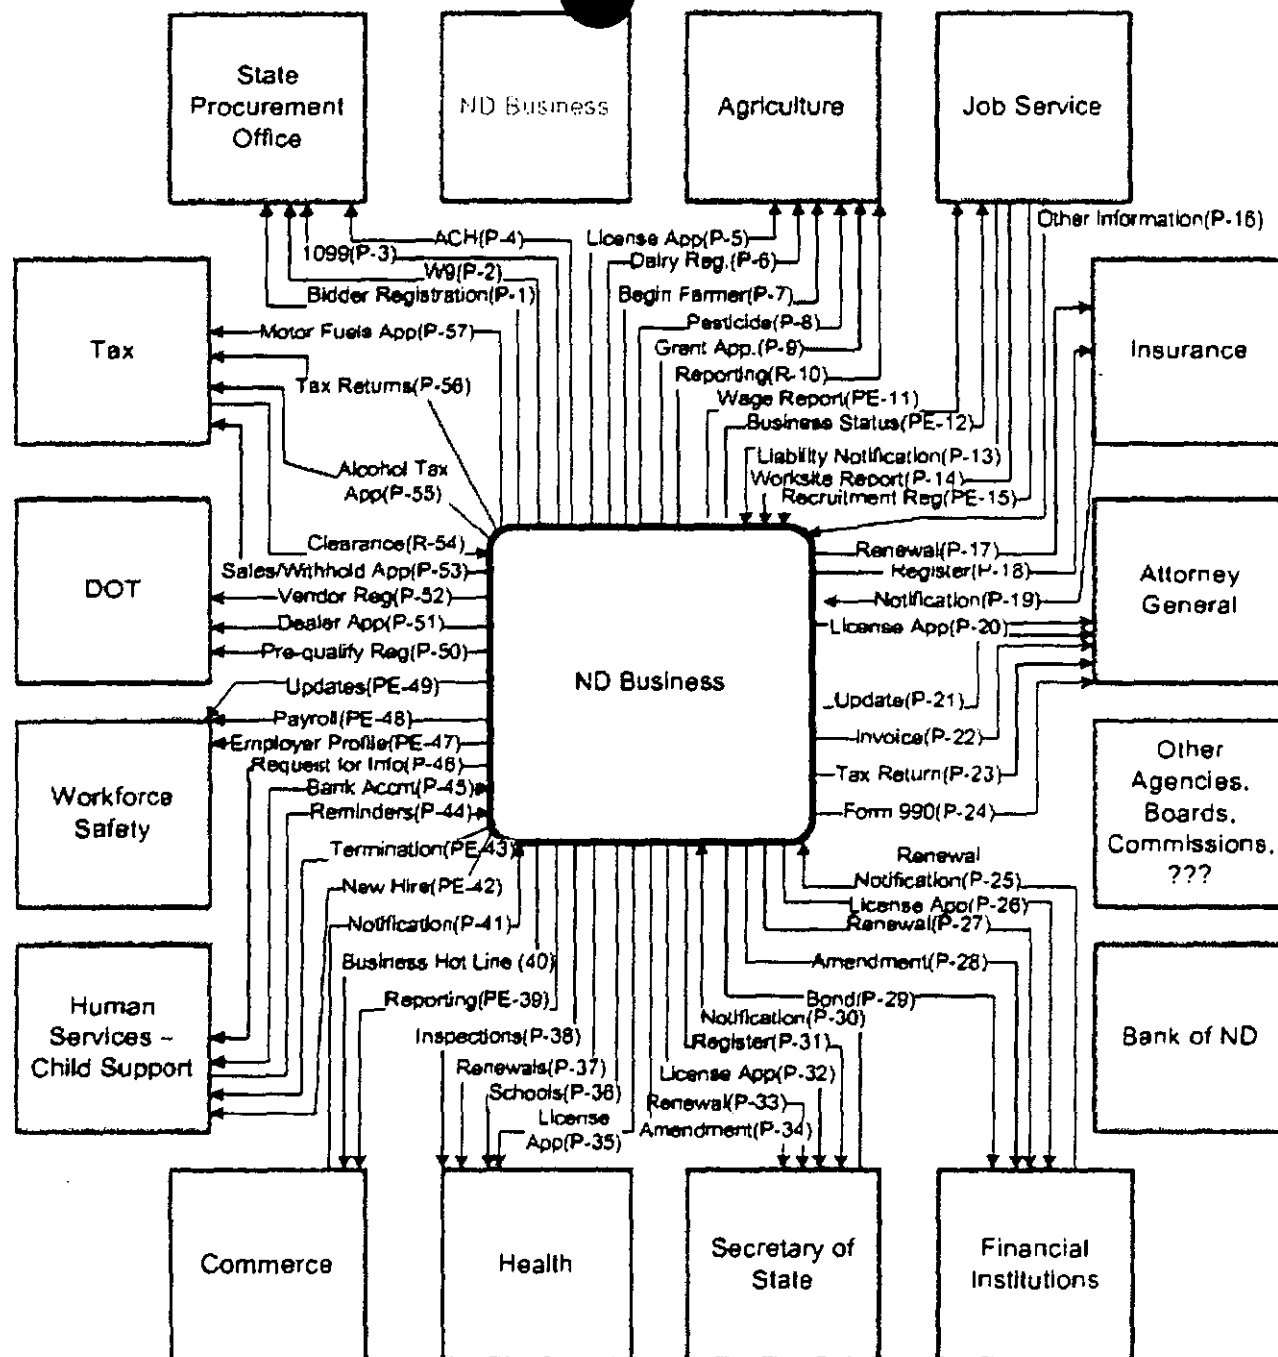 State
Procurement
Office
ND Business
Agriculture
Job Service
Other Information(P-16)
ACH(P-4)
License App(P-5)
1099(P-3)
Dairy Reg.(P-6)
W9(P-2)
Bidder Registration(P-1)
Begin Farmer(P-7)
Motor Fuels App(P-57)
Pesticide(P-8)
Tax
Grant App.(P-9)
Insurance
Reporting(R-10)
Tax Returns(P-56)
Wage Report(PE-11)
Business Status(PE-12)
Liability Notification(P-13)
Alcohol Tax
App(P-55)
Worksite Report(P-14)
Recruitment Reg(PE-15)
Clearance(R-54)
Renewal(P-17)
Sales/Withhold App(P-53)
Register(P-18)
DOT
Attorney
General
Vendor Reg(P-52)
Notification(P-19)
Dealer App(P-51)
License App(P-20)
Pre-qualify Reg(P-50)
ND Business
Updates(PE-49)
Update(P-21)
Payroll(PE-48)
Employer Profile(PE-47)
Invoice(P-22)
Request for Info(P-46)
Tax Return(P-23)
Bank Accnt(P-45)
Reminders(P-44)
Form 990(P-24)
Workforce
Safety
Other
Agencies,
Boards,
Commissions,
???
Termination(PE-43)
Renewal
Notification(P-25)
New Hire(PE-42)
License App(P-26)
Notification(P-41)
Renewal(P-27)
Business Hot Line (40)
Amendment(P-28)
Reporting(PE-39)
Bond(P-29)
Human
Services –
Child Support
Notification(P-30)
Inspections(P-38)
Register(P-31)
Bank of ND
Renewals(P-37)
License App(P-32)
Schools(P-36)
Renewal(P-33)
License
App(P-35)
Amendment(P-34)
Commerce
Health
Secretary of
State
Financial
Institutions